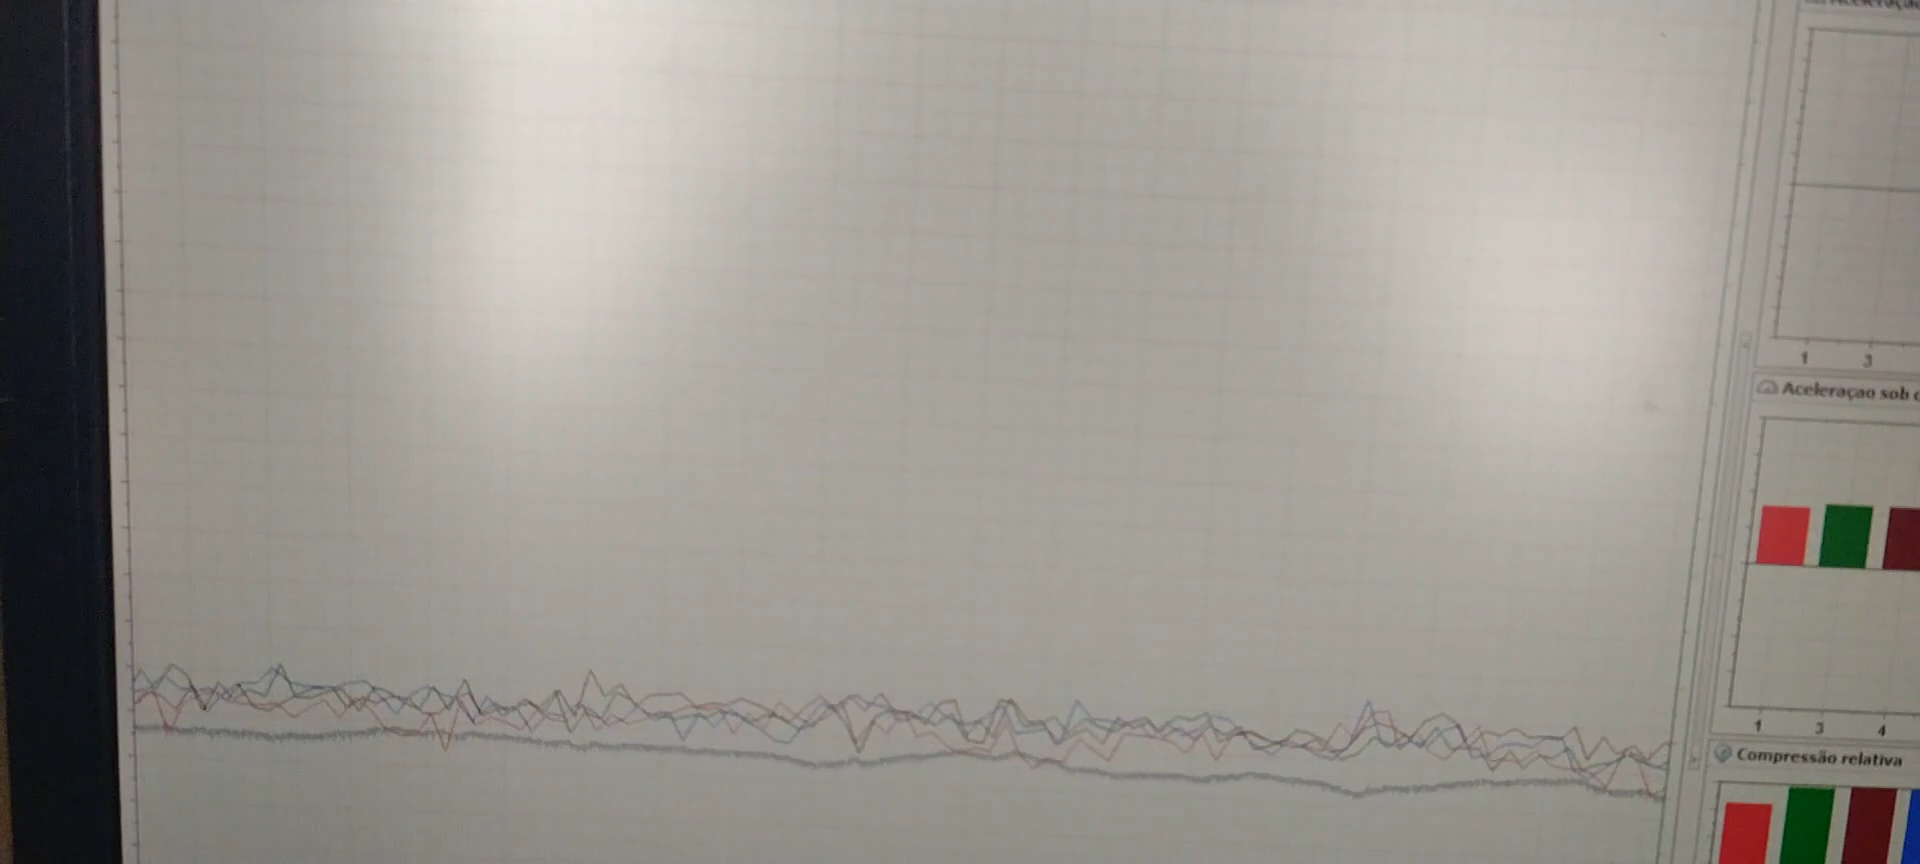 1 3
Aceleraçao sob
1 3 4
Compressão relativa